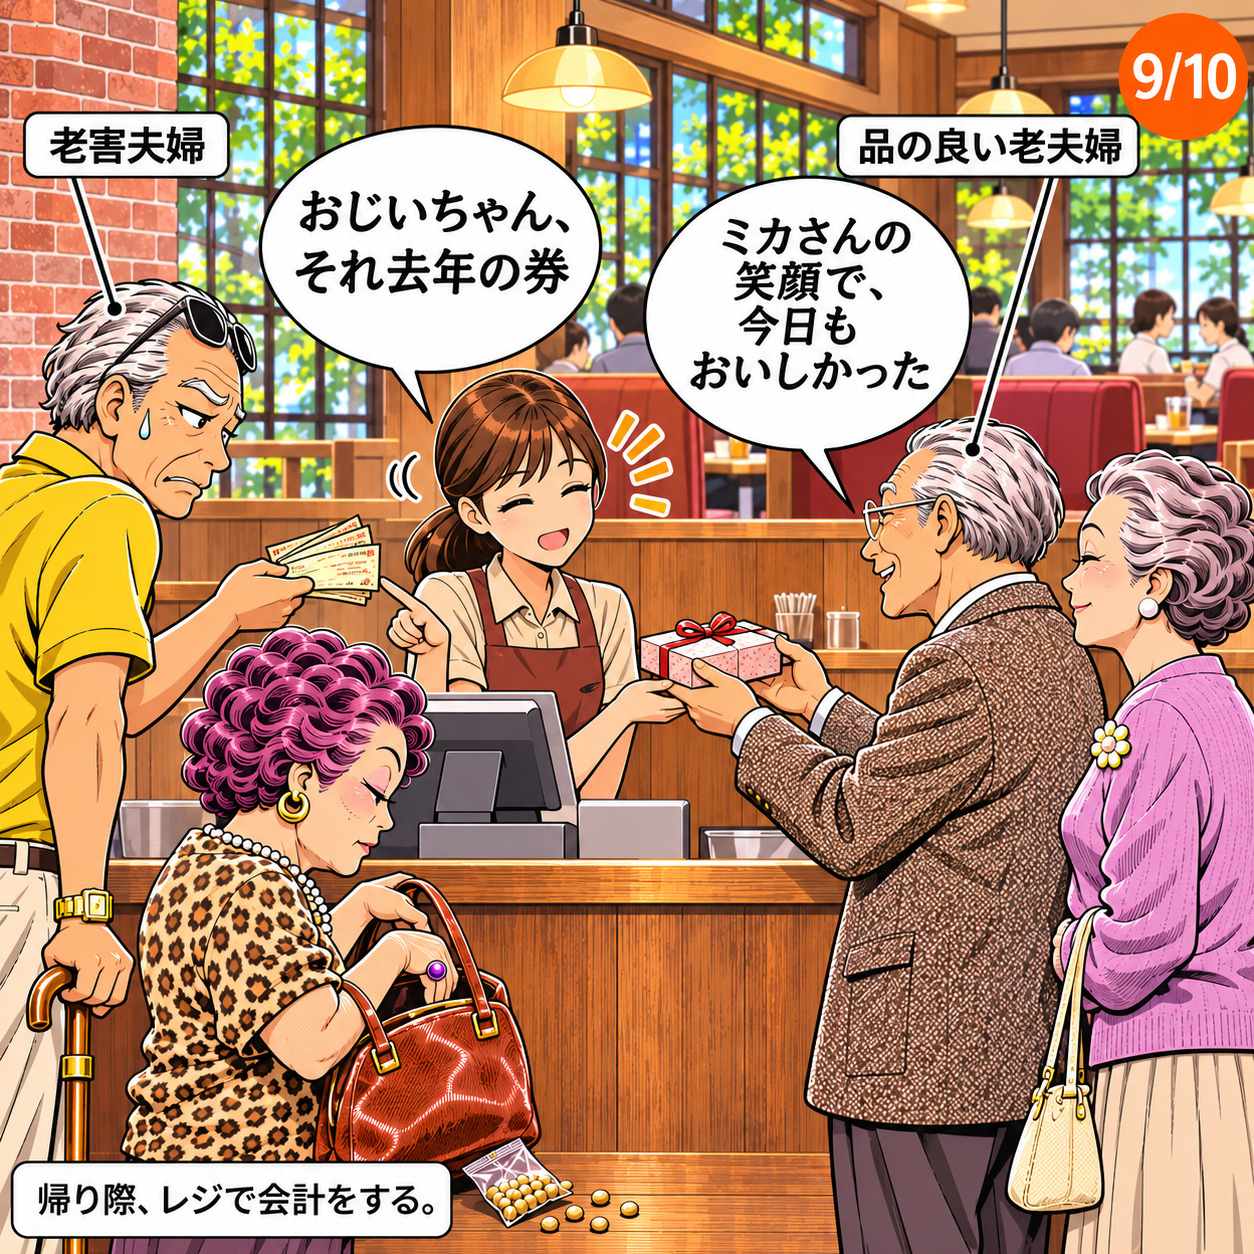 9/10
老害夫婦
品の良い老夫婦
おじいちゃん、
それ去年の券
ミカさんの
笑顔で、
今日も
おいしかった
帰り際、レジで会計をする。